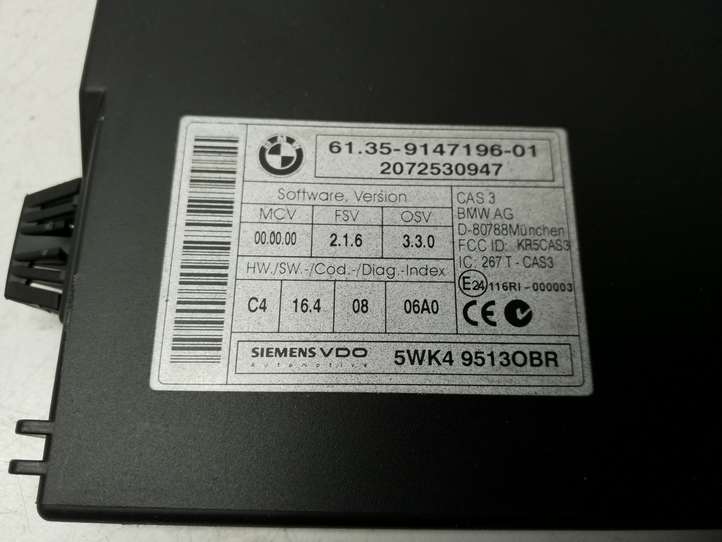 BMW
61.35-9147196-01
2072530947
Software, Version
MCV FSV OSV
00.00.00 2.1.6 3.3.0
HW./SW.-/Cod.-/Diag.-Index
C4 16.4 08 06A0
CAS 3
BMW AG
D-80788München
FCC ID: KR5CAS3
IC: 267 T - CAS3
E24 116RI-000003
CE
SIEMENS VDO
Automotive
5WK4 9513OBR